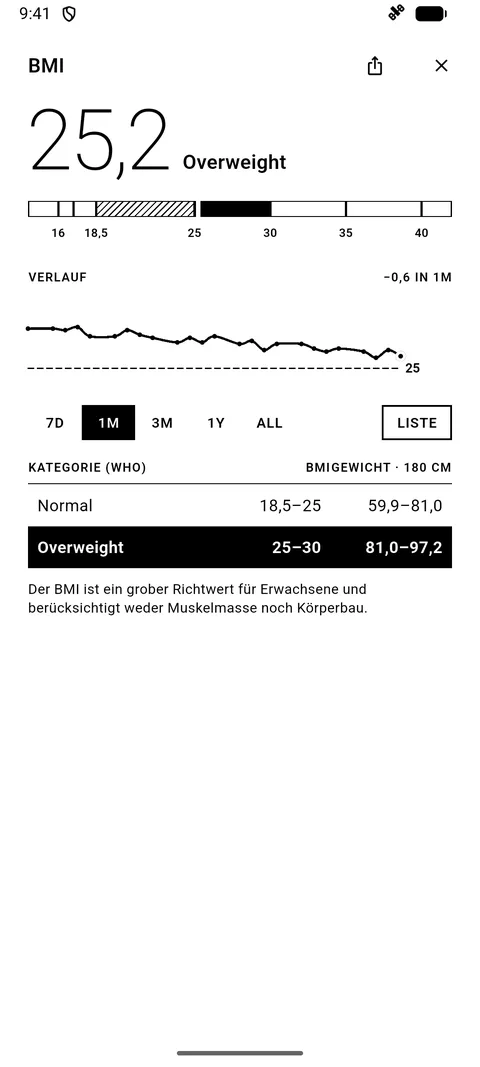 9:41
BMI
25,2 Overweight
16 18,5 25 30 35 40
VERLAUF −0,6 IN 1M
25
7D 1M 3M 1Y ALL LISTE
KATEGORIE (WHO) BMIGEWICHT · 180 CM
Normal 18,5–25 59,9–81,0
Overweight 25–30 81,0–97,2
Der BMI ist ein grober Richtwert für Erwachsene und
berücksichtigt weder Muskelmasse noch Körperbau.